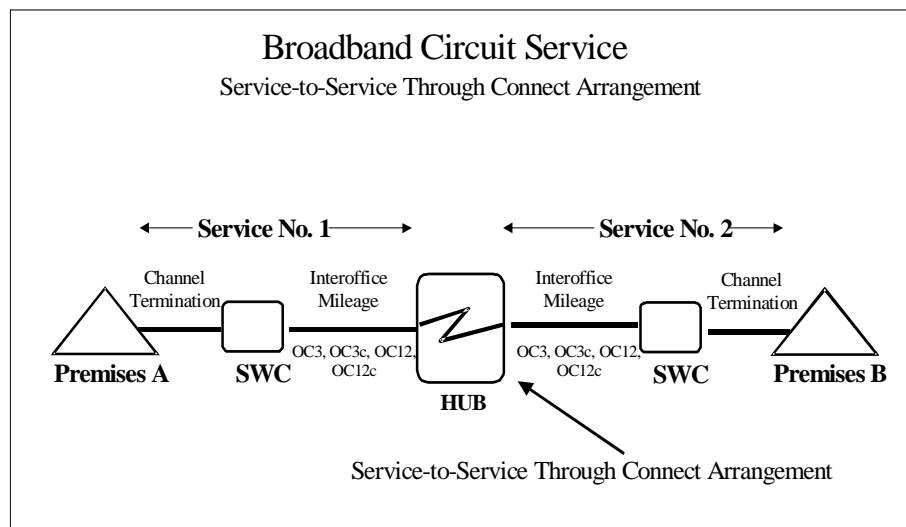 Broadband Circuit Service
Service-to-Service Through Connect Arrangement
Service No. 1
Service No. 2
Channel
Termination
Interoffice
Mileage
Interoffice
Mileage
Channel
Termination
OC3, OC3c, OC12,
OC12c
OC3, OC3c, OC12,
OC12c
Premises A
SWC
HUB
SWC
Premises B
Service-to-Service Through Connect Arrangement